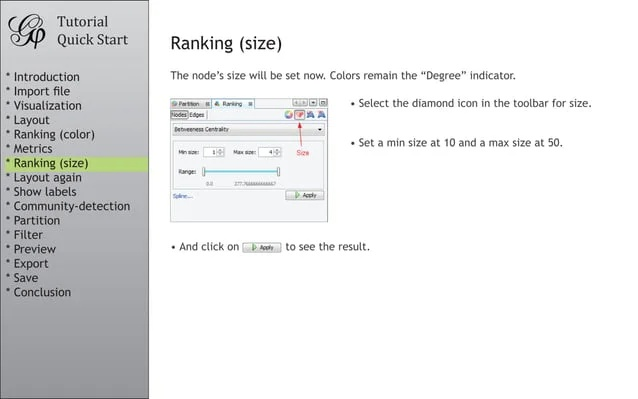 Tutorial
Quick Start
* Introduction
* Import file
* Visualization
* Layout
* Ranking (color)
* Metrics
* Ranking (size)
* Layout again
* Show labels
* Community-detection
* Partition
* Filter
* Preview
* Export
* Save
* Conclusion
Ranking (size)
The node’s size will be set now. Colors remain the “Degree” indicator.
Partition Ranking
Nodes Edges
Betweeness Centrality
Min size: 1 Max size: 4 Size
Range:
0.0
Spline... Apply
• Select the diamond icon in the toolbar for size.
• Set a min size at 10 and a max size at 50.
• And click on Apply to see the result.